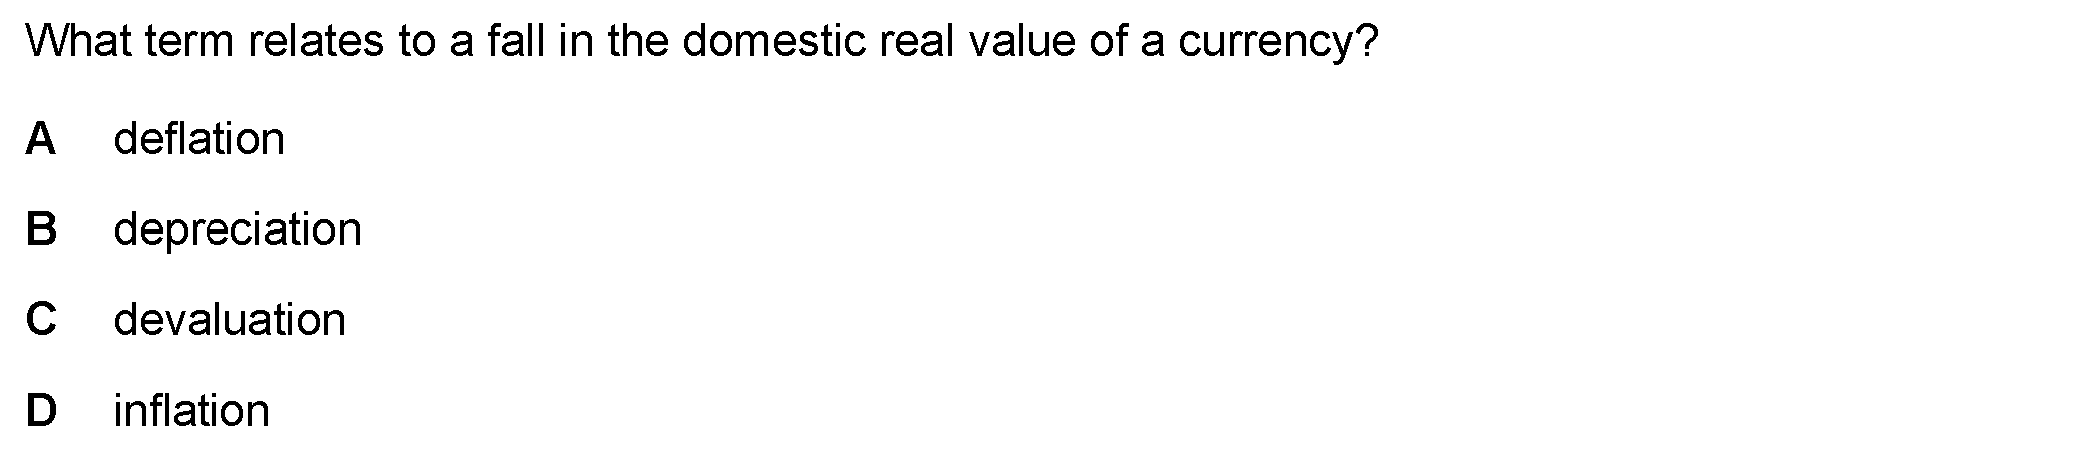 What term relates to a fall in the domestic real value of a currency?
A deflation
B depreciation
C devaluation
D inflation